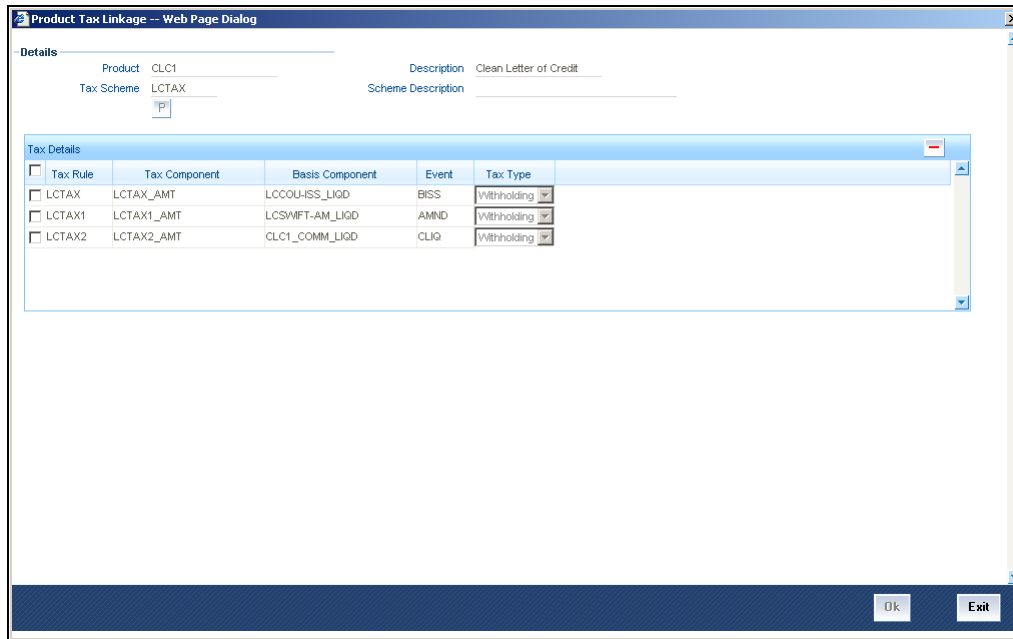 Product Tax Linkage -- Web Page Dialog
Details
Product CLC1 Description Clean Letter of Credit
Tax Scheme LCTAX Scheme Description
P
Tax Details
Tax Rule Tax Component Basis Component Event Tax Type
LCTAX LCTAX_AMT LCCOU-ISS_LIQD BISS Withholding
LCTAX1 LCTAX1_AMT LCSWIFT-AM_LIQD AMND Withholding
LCTAX2 LCTAX2_AMT CLC1_COMM_LIQD CLIQ Withholding
Ok Exit